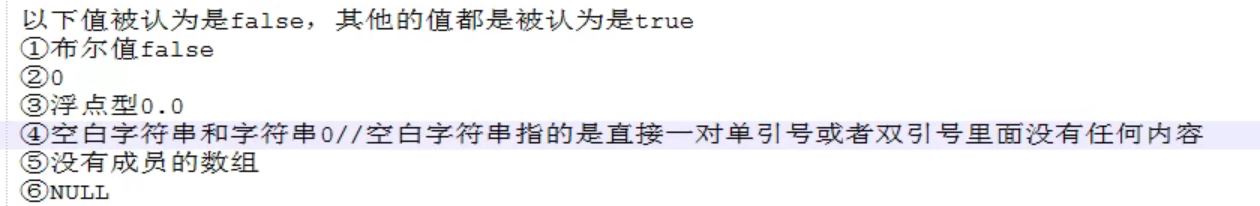 以下值被认为是false，其他的值都是被认为是true
①布尔值false
②0
③浮点型0.0
④空白字符串和字符串0//空白字符串指的是直接一对单引号或者双引号里面没有任何内容
⑤没有成员的数组
⑥NULL